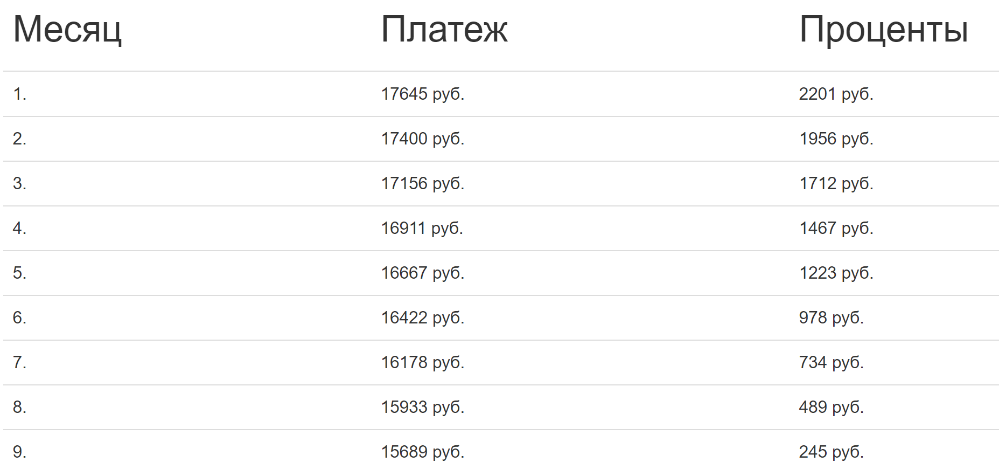 Месяц Платеж Проценты
1. 17645 руб. 2201 руб.
2. 17400 руб. 1956 руб.
3. 17156 руб. 1712 руб.
4. 16911 руб. 1467 руб.
5. 16667 руб. 1223 руб.
6. 16422 руб. 978 руб.
7. 16178 руб. 734 руб.
8. 15933 руб. 489 руб.
9. 15689 руб. 245 руб.